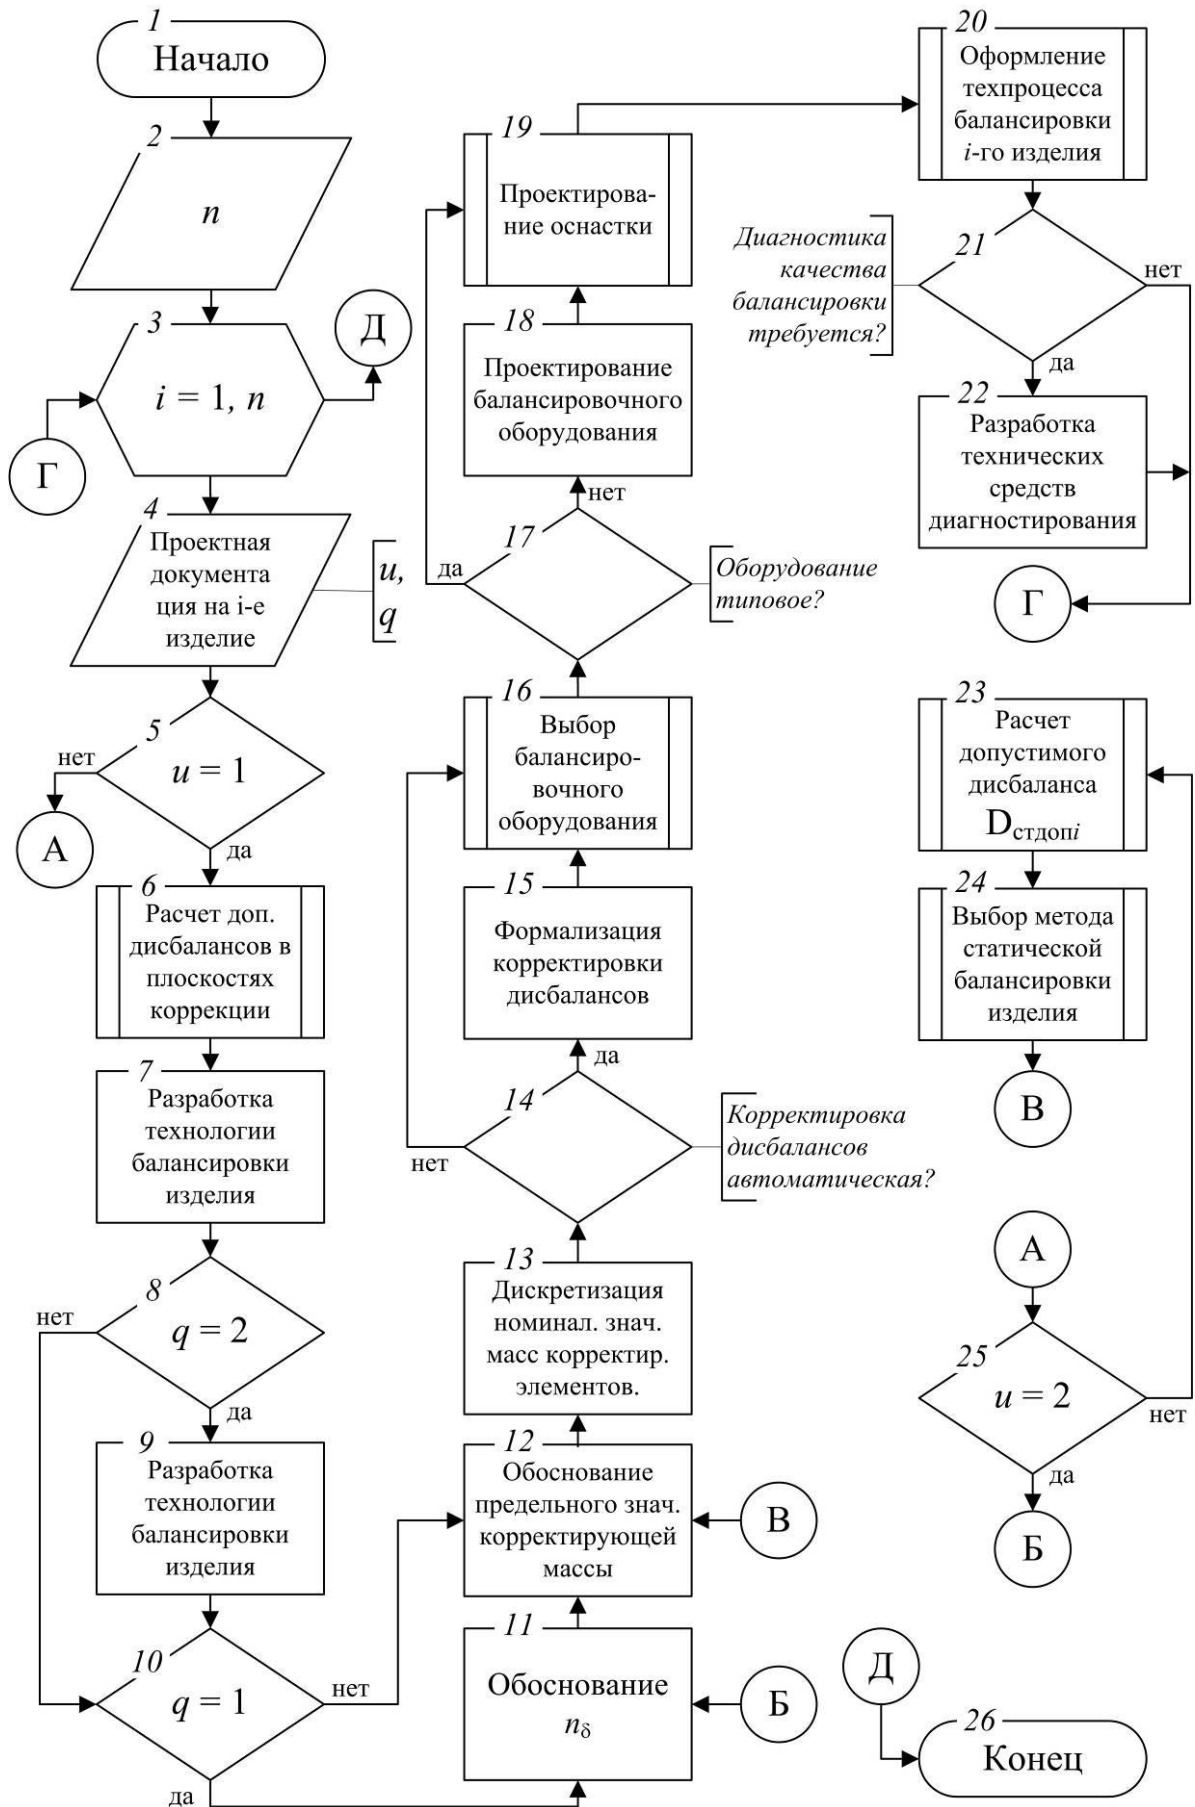 1
Начало
2
n
3
i = 1, n
Д
Г
4
Проектная
документа
ция на i-е
изделие
u,
q
5
u = 1
нет
да
А
6
Расчет доп.
дисбалансов в
плоскостях
коррекции
7
Разработка
технологии
балансировки
изделия
8
q = 2
нет
да
9
Разработка
технологии
балансировки
изделия
10
q = 1
нет
да
19
Проектирова-
ние оснастки
18
Проектирование
балансировочного
оборудования
нет
17
да
Оборудование
типовое?
16
Выбор
балансиро-
вочного
оборудования
15
Формализация
корректировки
дисбалансов
да
14
нет
Корректировка
дисбалансов
автоматическая?
13
Дискретизация
номинал. знач.
масс корректир.
элементов.
12
Обоснование
предельного знач.
корректирующей
массы
В
11
Обоснование
nδ
Б
20
Оформление
техпроцесса
балансировки
i-го изделия
Диагностика
качества
балансировки
требуется?
21
нет
да
22
Разработка
технических
средств
диагностирования
Г
23
Расчет
допустимого
дисбаланса
Dстдопi
24
Выбор метода
статической
балансировки
изделия
В
А
25
u = 2
нет
да
Б
Д
26
Конец